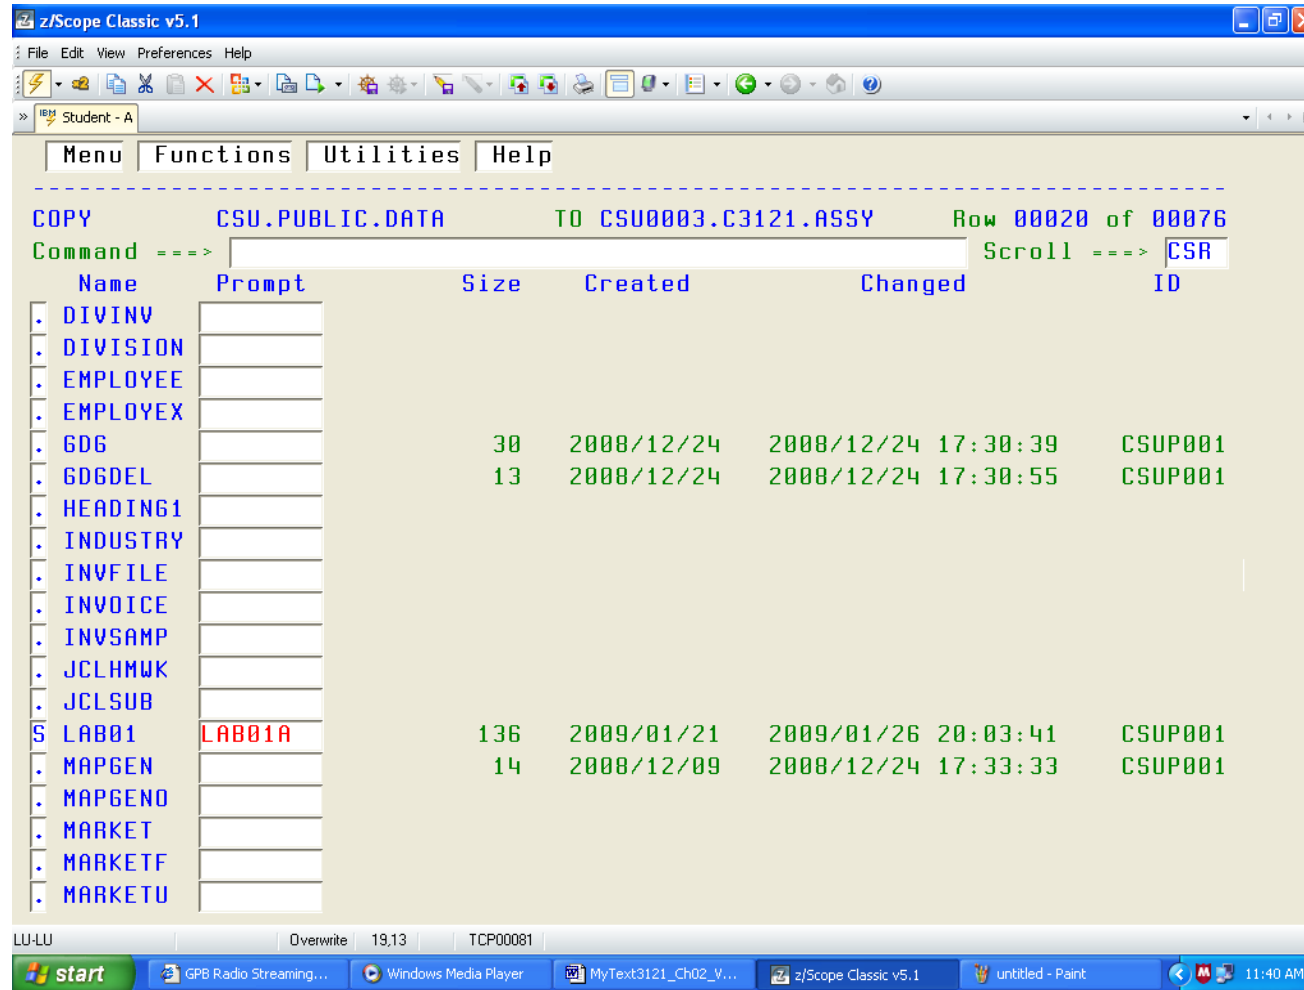 z/Scope Classic v5.1
File Edit View Preferences Help
» IBM Student - A
Menu Functions Utilities Help
--------------------------------------------------------------------------------
COPY CSU.PUBLIC.DATA TO CSU0003.C3121.ASSY Row 00020 of 00076
Command ===> Scroll ===> CSR
Name Prompt Size Created Changed ID
. DIVINV
. DIVISION
. EMPLOYEE
. EMPLOYEX
. GDG 30 2008/12/24 2008/12/24 17:30:39 CSUP001
. GDGDEL 13 2008/12/24 2008/12/24 17:30:55 CSUP001
. HEADING1
. INDUSTRY
. INVFILE
. INVOICE
. INVSAMP
. JCLHMWK
. JCLSUB
S LAB01 LAB01A 136 2009/01/21 2009/01/26 20:03:41 CSUP001
. MAPGEN 14 2008/12/09 2008/12/24 17:33:33 CSUP001
. MAPGENO
. MARKET
. MARKETF
. MARKETU
LU-LU Overwrite 19,13 TCP00081
start GPB Radio Streaming... Windows Media Player MyText3121_Ch02_V... z/Scope Classic v5.1 untitled - Paint 11:40 AM